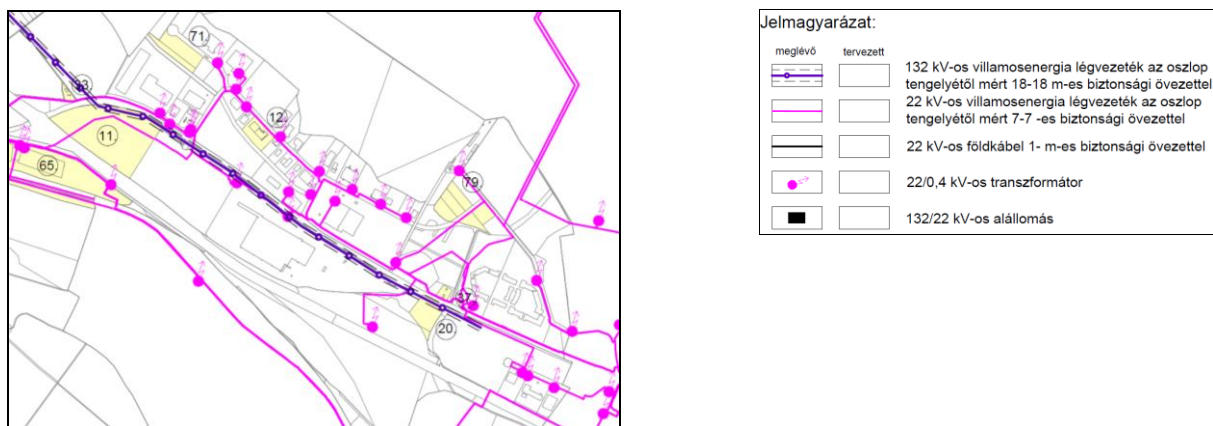 71.
33.
12.
11.
65.
79.
37.
20.
Jelmagyarázat:
meglévő tervezett
132 kV-os villamosenergia légvezeték az oszlop
tengelyétől mért 18-18 m-es biztonsági övezettel
22 kV-os villamosenergia légvezeték az oszlop
tengelyétől mért 7-7 -es biztonsági övezettel
22 kV-os földkábel 1- m-es biztonsági övezettel
22/0,4 kV-os transzformátor
132/22 kV-os alállomás